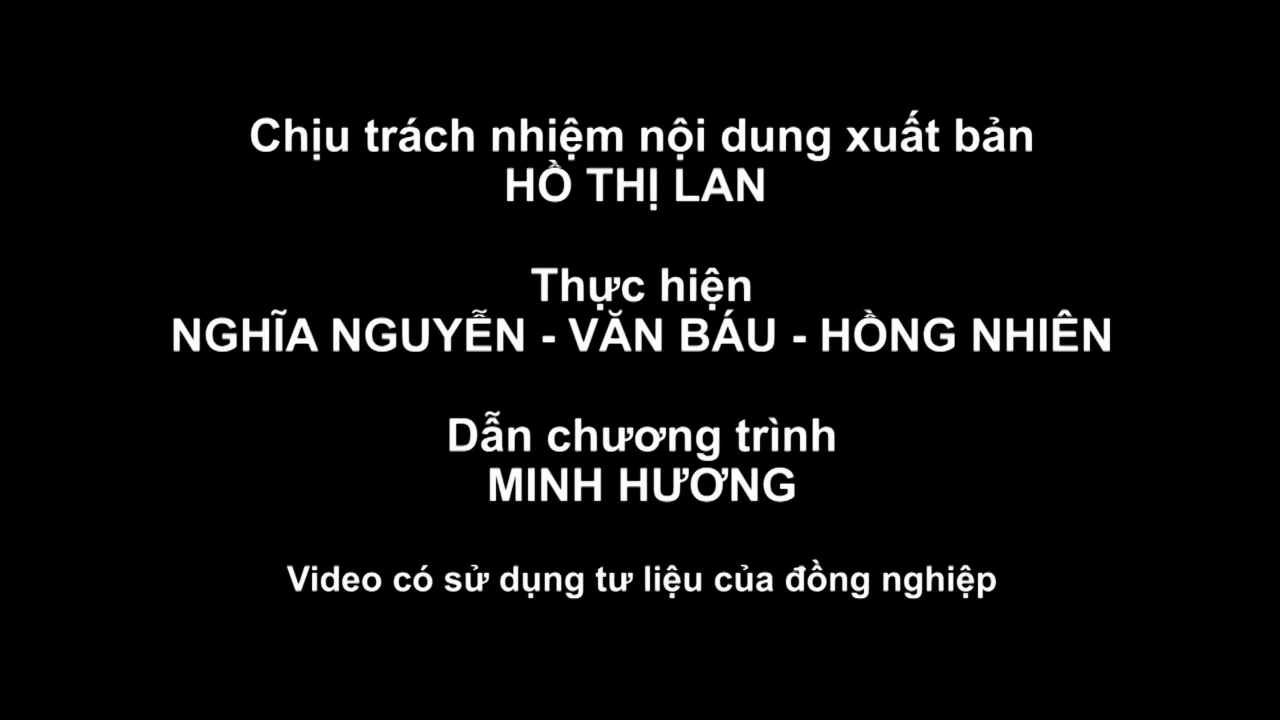 Chịu trách nhiệm nội dung xuất bản
HỒ THỊ LAN
Thực hiện
NGHĨA NGUYỄN - VĂN BÁU - HỒNG NHIÊN
Dẫn chương trình
MINH HƯƠNG
Video có sử dụng tư liệu của đồng nghiệp